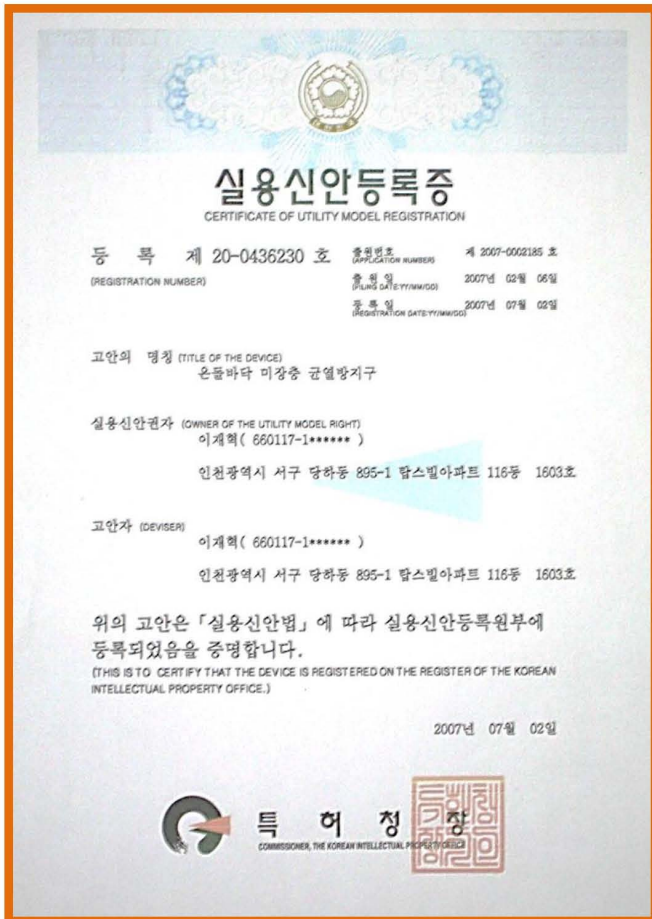 실용신안등록증
CERTIFICATE OF UTILITY MODEL REGISTRATION
등 록 제 20-0436230 호
(REGISTRATION NUMBER)
출원번호 제 2007-0002185 호
(APPLICATION NUMBER)
출 원 일 2007년 02월 06일
(FILING DATE:YY/MM/DD)
등 록 일 2007년 07월 02일
(REGISTRATION DATE:YY/MM/DD)
고안의 명칭 (TITLE OF THE DEVICE)
온돌바닥 미장층 균열방지구
실용신안권자 (OWNER OF THE UTILITY MODEL RIGHT)
이재혁( 660117-1****** )
인천광역시 서구 당하동 895-1 탑스빌아파트 116동 1603호
고안자 (DEVISER)
이재혁( 660117-1****** )
인천광역시 서구 당하동 895-1 탑스빌아파트 116동 1603호
위의 고안은 「실용신안법」에 따라 실용신안등록원부에
등록되었음을 증명합니다.
(THIS IS TO CERTIFY THAT THE DEVICE IS REGISTERED ON THE REGISTER OF THE KOREAN
INTELLECTUAL PROPERTY OFFICE.)
2007년 07월 02일
특 허 청 장
COMMISSIONER, THE KOREAN INTELLECTUAL PROPERTY OFFICE